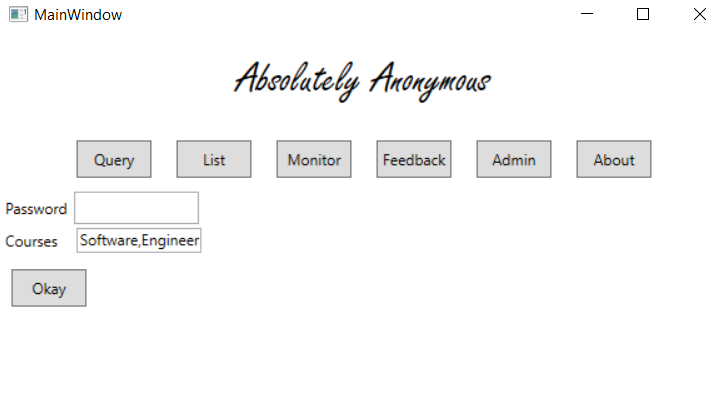 MainWindow
Absolutely Anonymous
Query List Monitor Feedback Admin About
Password
Courses Software,Engineer
Okay